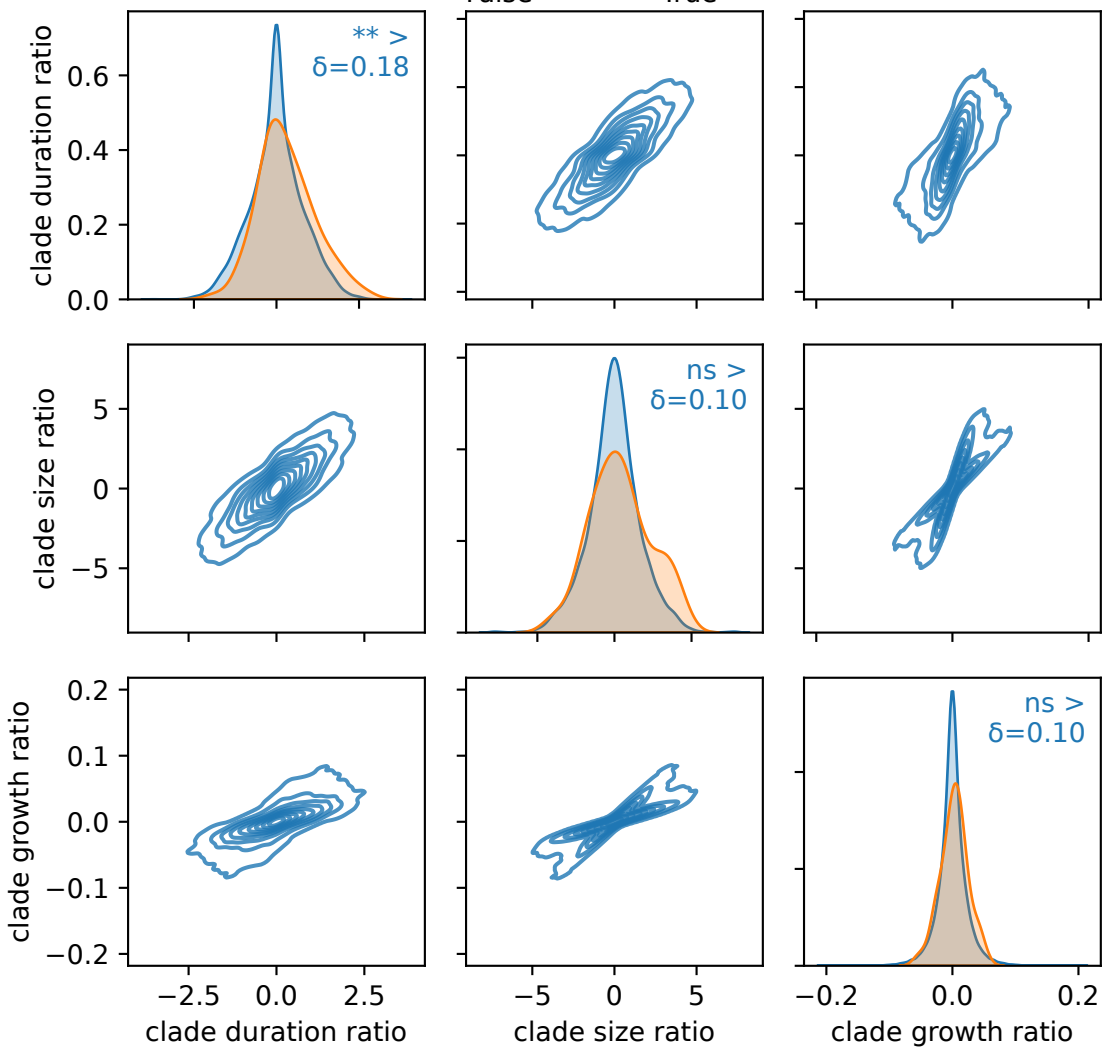 ** >
δ=0.18
clade duration ratio
0.6
0.4
0.2
0.0
ns >
δ=0.10
clade size ratio
5
0
−5
ns >
δ=0.10
clade growth ratio
0.2
0.1
0.0
−0.1
−0.2
−2.5 0.0 2.5
−5 0 5
−0.2 0.0 0.2
clade duration ratio
clade size ratio
clade growth ratio